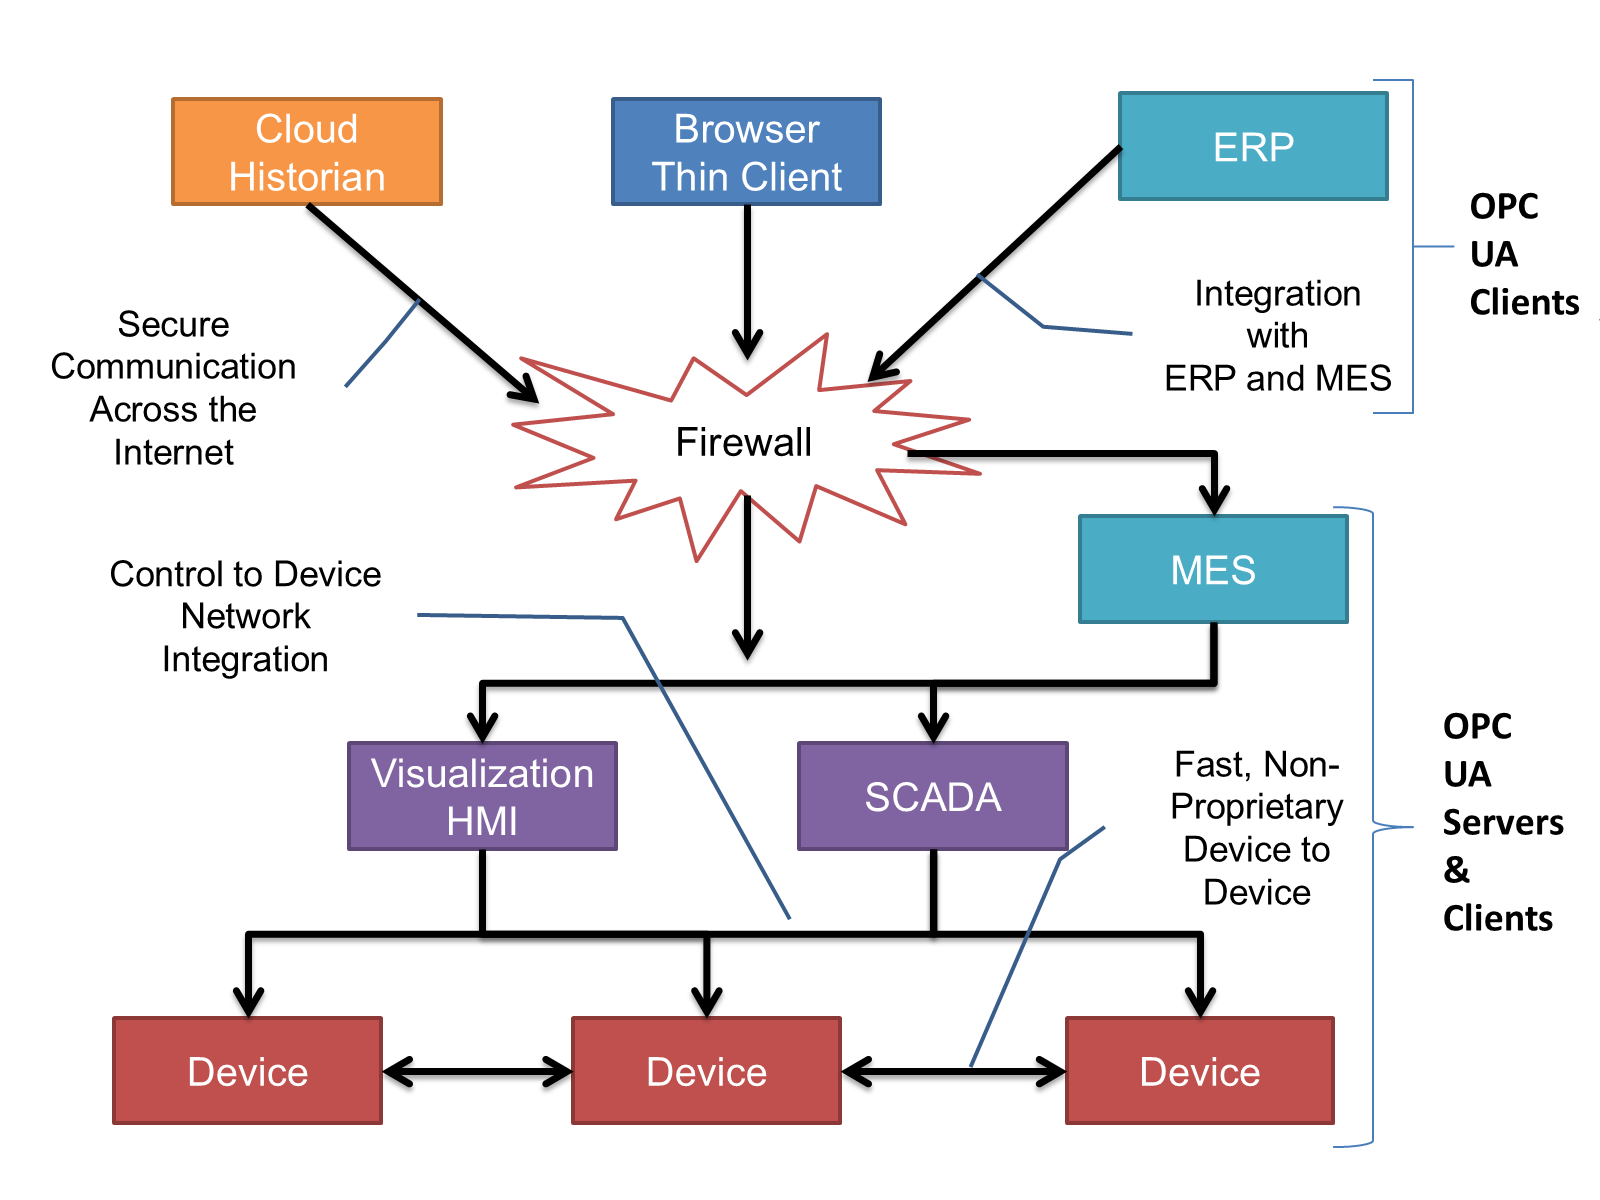 Cloud
Historian
Browser
Thin Client
ERP
OPC
UA
Clients
Secure
Communication
Across the
Internet
Integration
with
ERP and MES
Firewall
MES
Control to Device
Network
Integration
Visualization
HMI
SCADA
Fast, Non-
Proprietary
Device to
Device
OPC
UA
Servers
&
Clients
Device
Device
Device